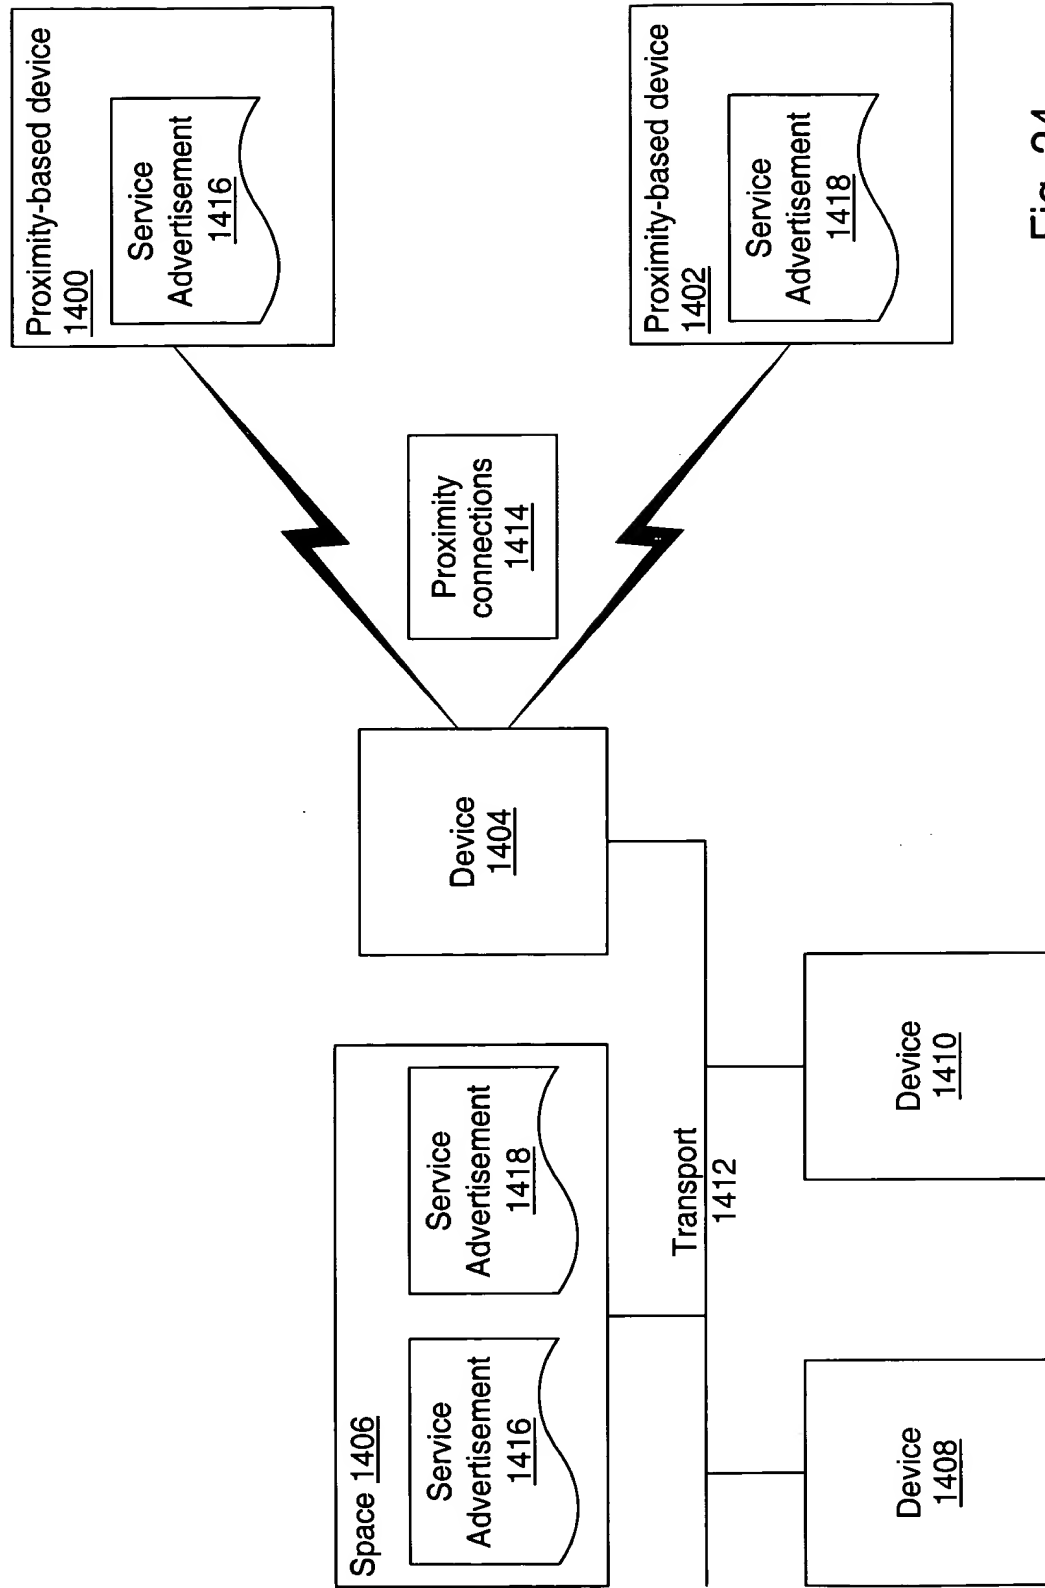 Proximity-based device
1400
Service
Advertisement
1416
Space 1406
Service
Advertisement
1416
Service
Advertisement
1418
Device
1404
Proximity
connections
1414
Proximity-based device
1402
Service
Advertisement
1418
Transport
1412
Device
1408
Device
1410